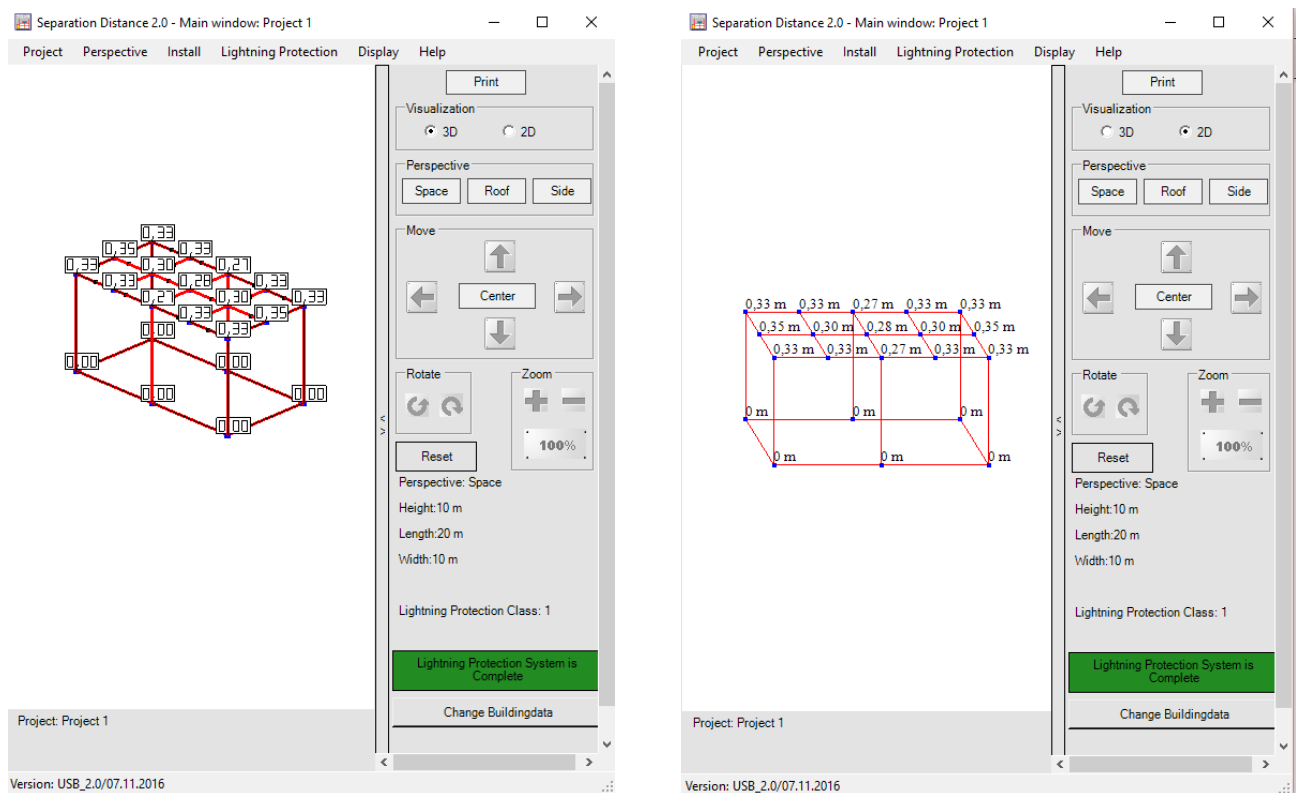 Separation Distance 2.0 - Main window: Project 1
Project Perspective Install Lightning Protection Display Help
Print
Visualization
3D 2D
Perspective
Space Roof Side
Move
Center
Rotate Zoom
100%
Reset
Perspective: Space
Height:10 m
Length:20 m
Width:10 m
Lightning Protection Class: 1
Lightning Protection System is
Complete
Change Buildingdata
0,33
0,35 0,33
0,33 0,30 0,27
0,33 0,28 0,33
0,27 0,30 0,33
0,33 0,35
0,00 0,33
0,00 0,00
0,00 0,00
0,00
< >
Project: Project 1
Version: USB_2.0/07.11.2016
Separation Distance 2.0 - Main window: Project 1
Project Perspective Install Lightning Protection Display Help
Print
Visualization
3D 2D
Perspective
Space Roof Side
Move
Center
Rotate Zoom
100%
Reset
Perspective: Space
Height:10 m
Length:20 m
Width:10 m
Lightning Protection Class: 1
Lightning Protection System is
Complete
Change Buildingdata
0,33 m 0,33 m 0,27 m 0,33 m 0,33 m
0,35 m 0,30 m 0,28 m 0,30 m 0,35 m
0,33 m 0,33 m 0,27 m 0,33 m 0,33 m
0 m 0 m 0 m
0 m 0 m 0 m
< >
Project: Project 1
Version: USB_2.0/07.11.2016